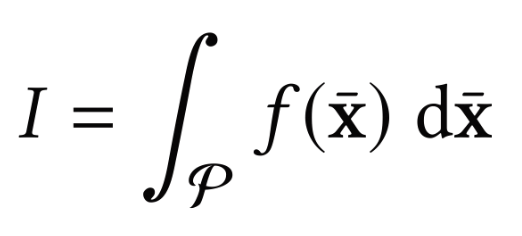 I = ∫_𝒫 f(x̄) dx̄